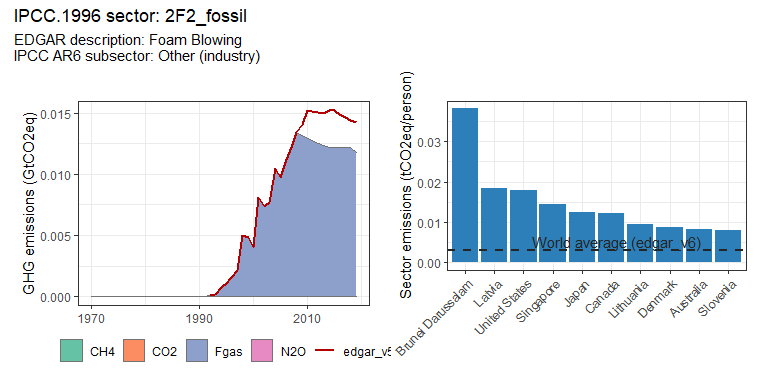 IPCC.1996 sector: 2F2_fossil
EDGAR description: Foam Blowing
IPCC AR6 subsector: Other (industry)
GHG emissions (GtCO2eq)
0.015
0.010
0.005
0.000
1970
1990
2010
CH4
CO2
Fgas
N2O
edgar_v6
Sector emissions (tCO2eq/person)
0.03
0.02
0.01
0.00
World average (edgar_v6)
Brunei Darussalam
Latvia
United States
Singapore
Japan
Canada
Lithuania
Denmark
Australia
Slovenia